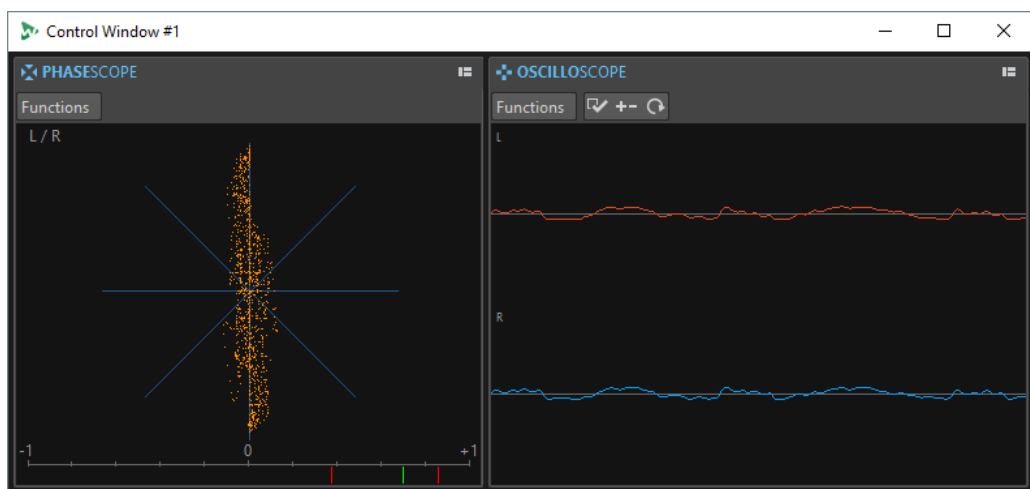 Control Window #1
PHASESCOPE
Functions
L / R
-1 0 +1
OSCILLOSCOPE
Functions
L
R